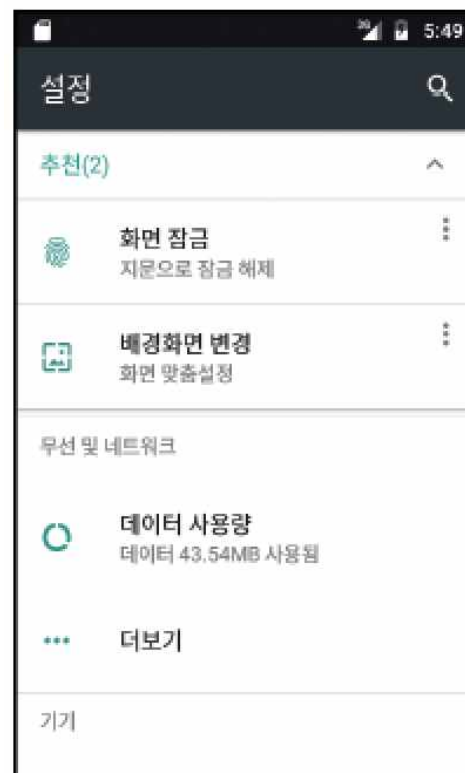 3G 5:49
설정
추천(2)
화면 잠금
지문으로 잠금 해제
배경화면 변경
화면 맞춤설정
무선 및 네트워크
데이터 사용량
데이터 43.54MB 사용됨
더보기
기기